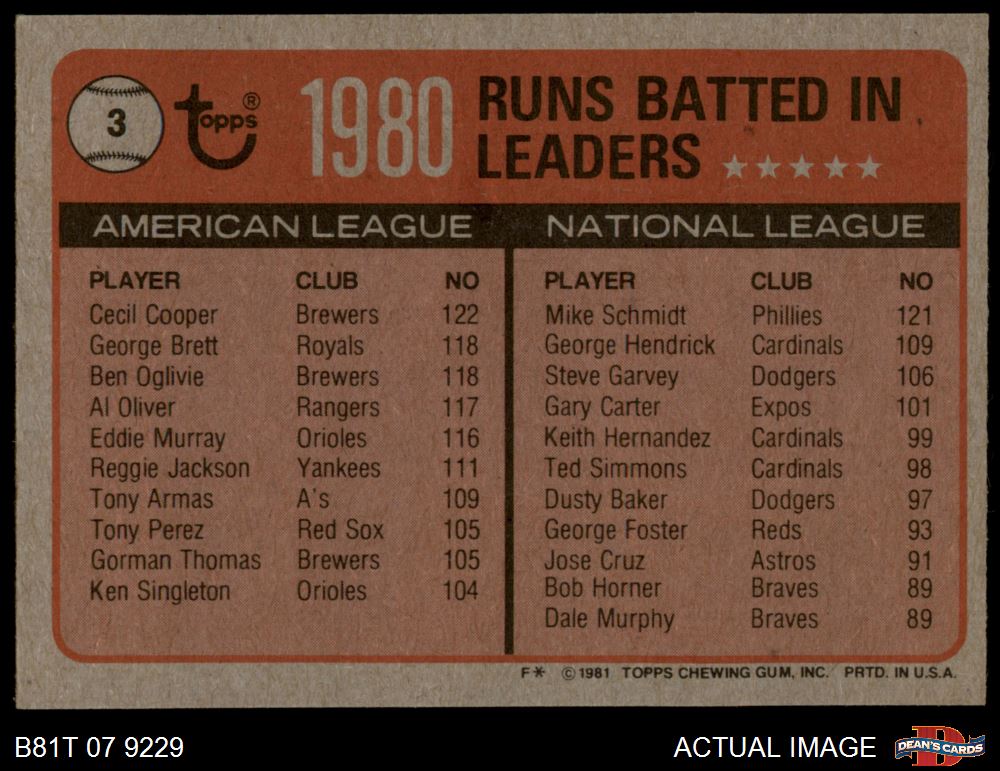 3 topps® 1980 RUNS BATTED IN
LEADERS
AMERICAN LEAGUE
PLAYER CLUB NO
Cecil Cooper Brewers 122
George Brett Royals 118
Ben Oglivie Brewers 118
Al Oliver Rangers 117
Eddie Murray Orioles 116
Reggie Jackson Yankees 111
Tony Armas A's 109
Tony Perez Red Sox 105
Gorman Thomas Brewers 105
Ken Singleton Orioles 104
NATIONAL LEAGUE
PLAYER CLUB NO
Mike Schmidt Phillies 121
George Hendrick Cardinals 109
Steve Garvey Dodgers 106
Gary Carter Expos 101
Keith Hernandez Cardinals 99
Ted Simmons Cardinals 98
Dusty Baker Dodgers 97
George Foster Reds 93
Jose Cruz Astros 91
Bob Horner Braves 89
Dale Murphy Braves 89
F* ©1981 TOPPS CHEWING GUM, INC. PRTD. IN U.S.A.
B81T 07 9229 ACTUAL IMAGE DEAN'S CARDS